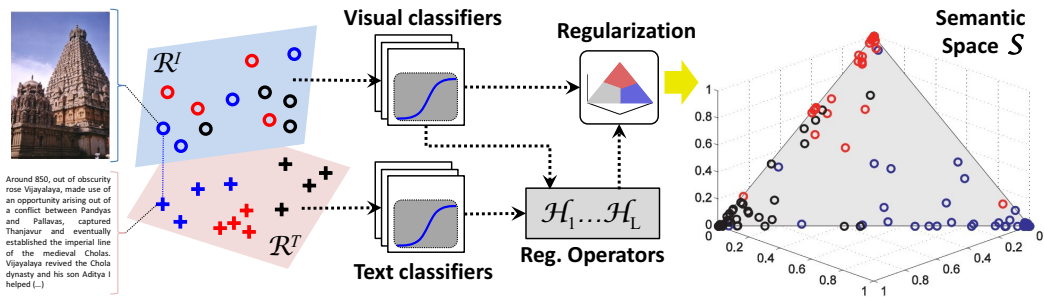 Visual classifiers
Regularization
Semantic
Space S
R^I
Around 850, out of obscurity
rose Vijayalaya, made use of
an opportunity arising out of
a conflict between Pandyas
and Pallavas, captured
Thanjavur and eventually
established the imperial line
of the medieval Cholas.
Vijayalaya revived the Chola
dynasty and his son Aditya I
helped (...)
R^T
Text classifiers
H_I...H_L
Reg. Operators
1
0.8
0.6
0.4
0.2
0
0
0.2
0.4
0.6
0.8
1
0
0.2
0.4
0.6
0.8
1